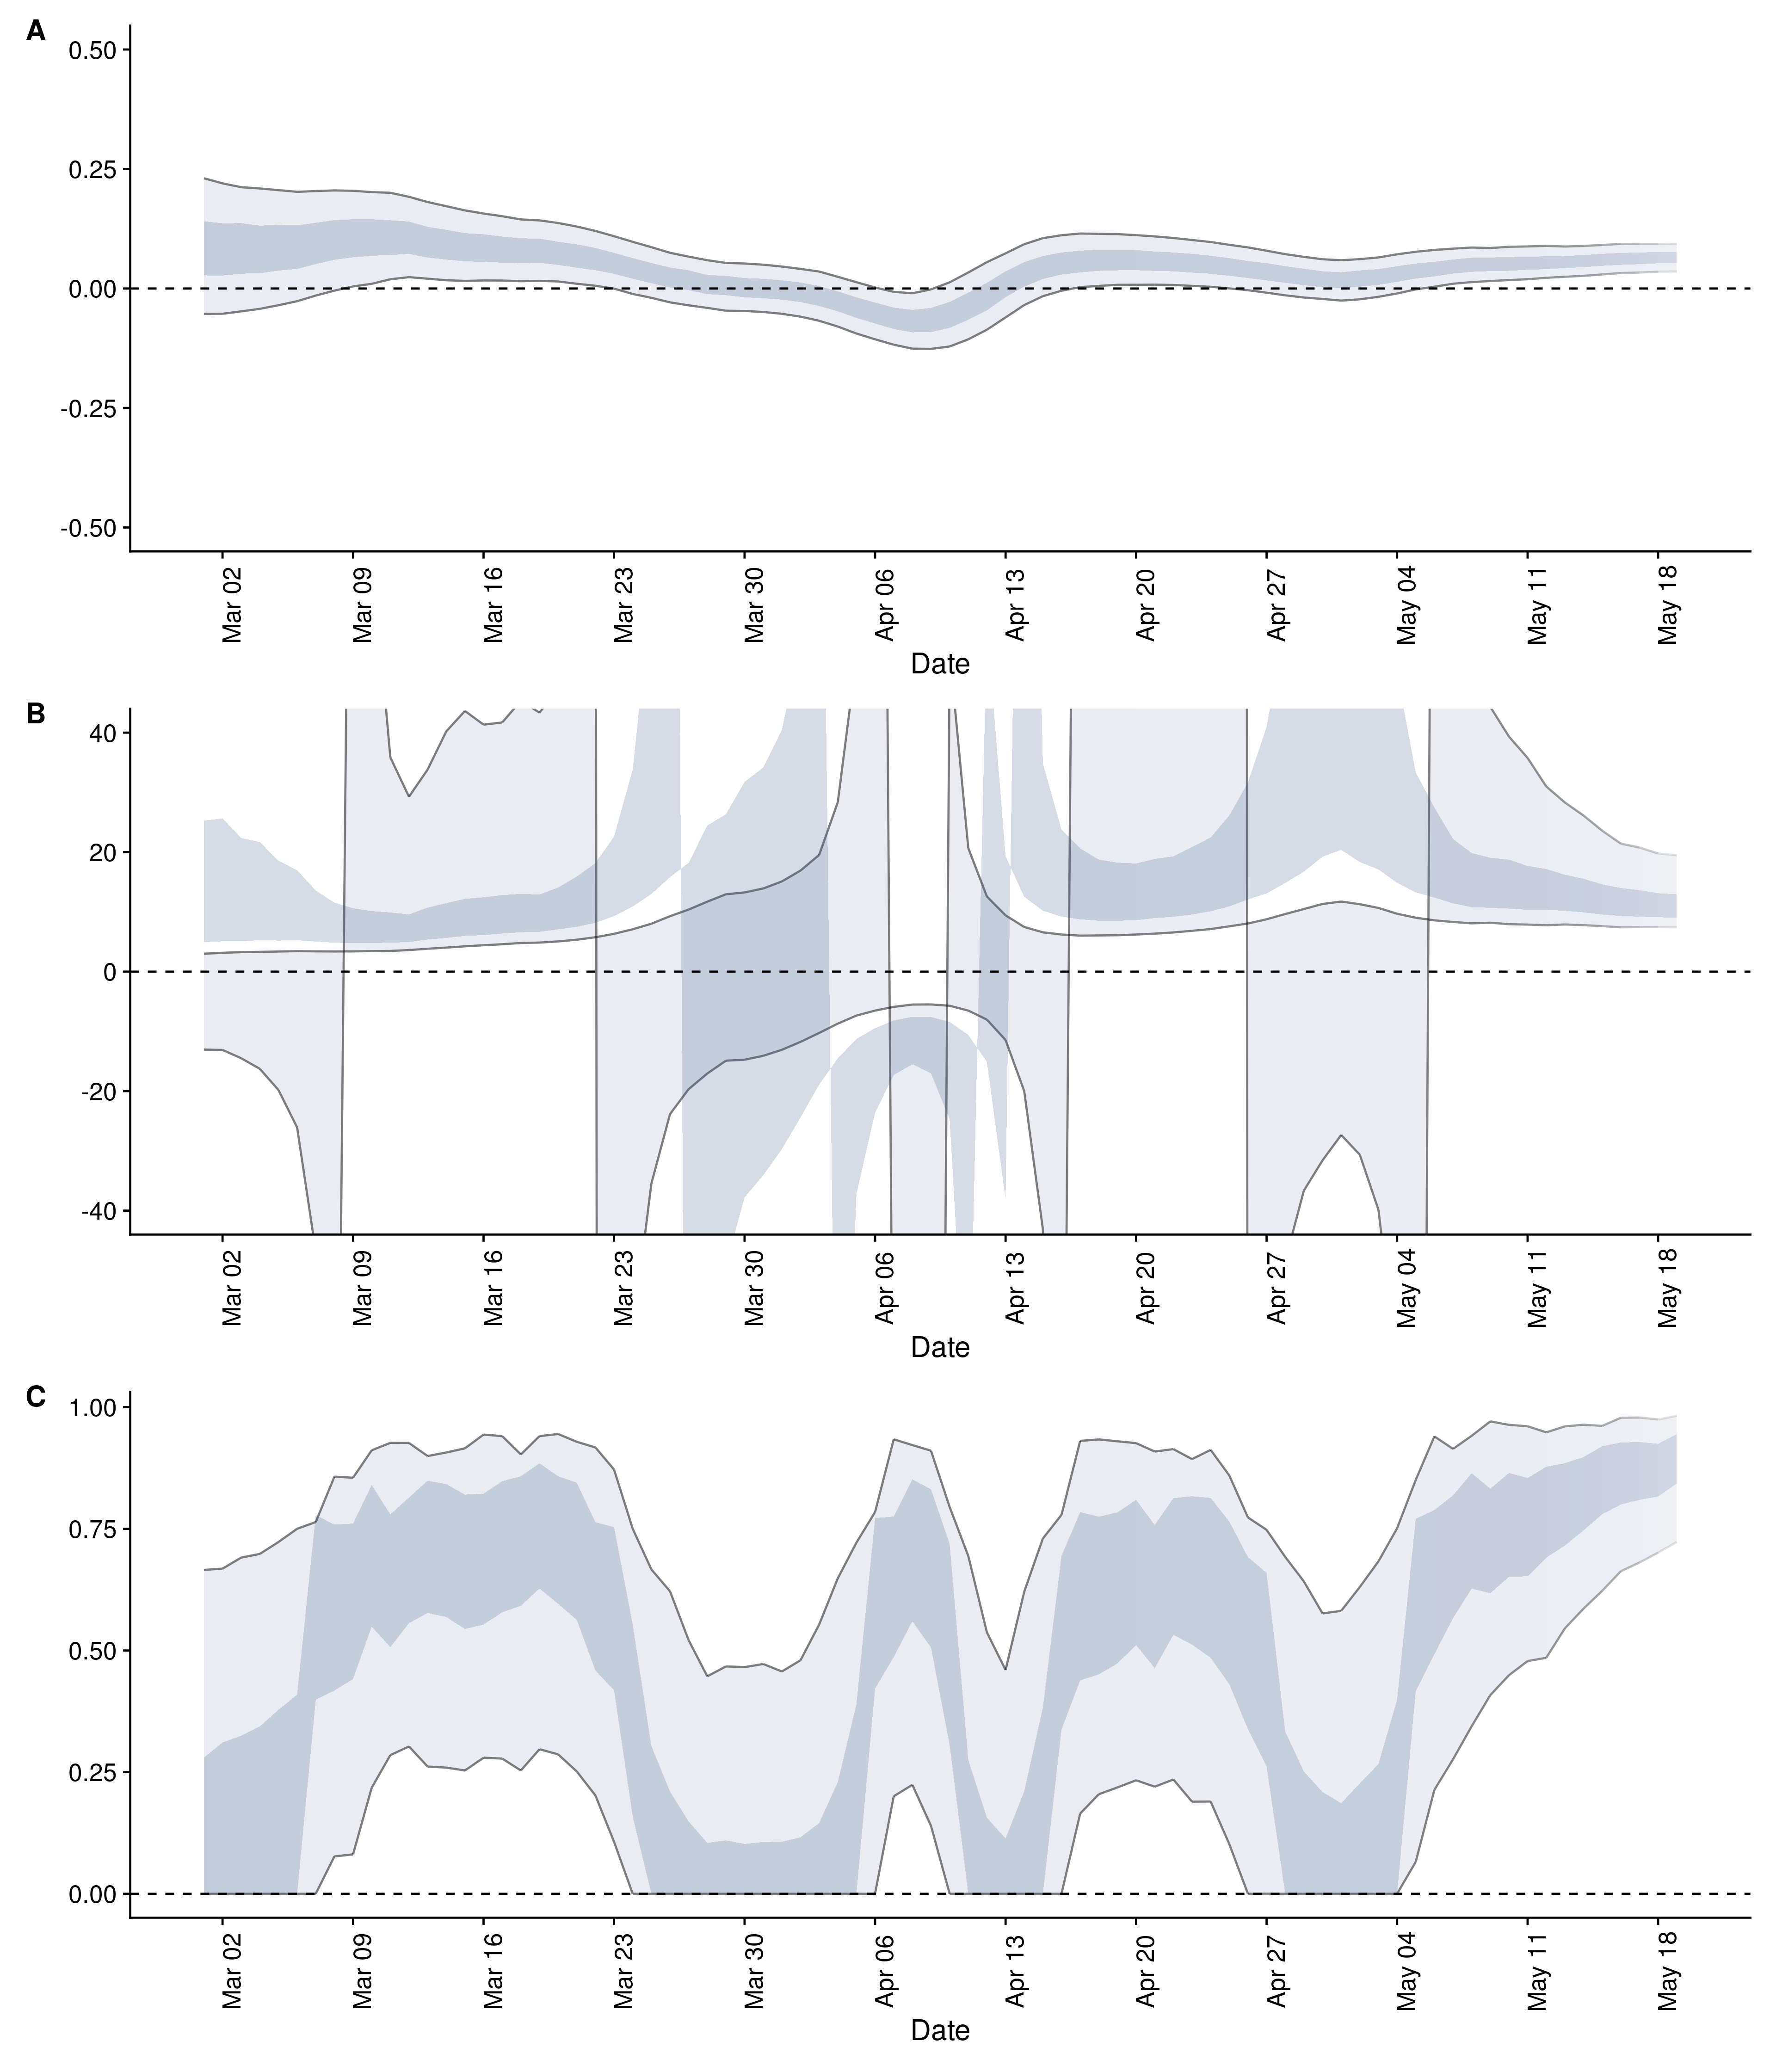 A
0.50
0.25
0.00
-0.25
-0.50
Mar 02
Mar 09
Mar 16
Mar 23
Mar 30
Apr 06
Apr 13
Apr 20
Apr 27
May 04
May 11
May 18
Date
B
40
20
0
-20
-40
Mar 02
Mar 09
Mar 16
Mar 23
Mar 30
Apr 06
Apr 13
Apr 20
Apr 27
May 04
May 11
May 18
Date
C
1.00
0.75
0.50
0.25
0.00
Mar 02
Mar 09
Mar 16
Mar 23
Mar 30
Apr 06
Apr 13
Apr 20
Apr 27
May 04
May 11
May 18
Date